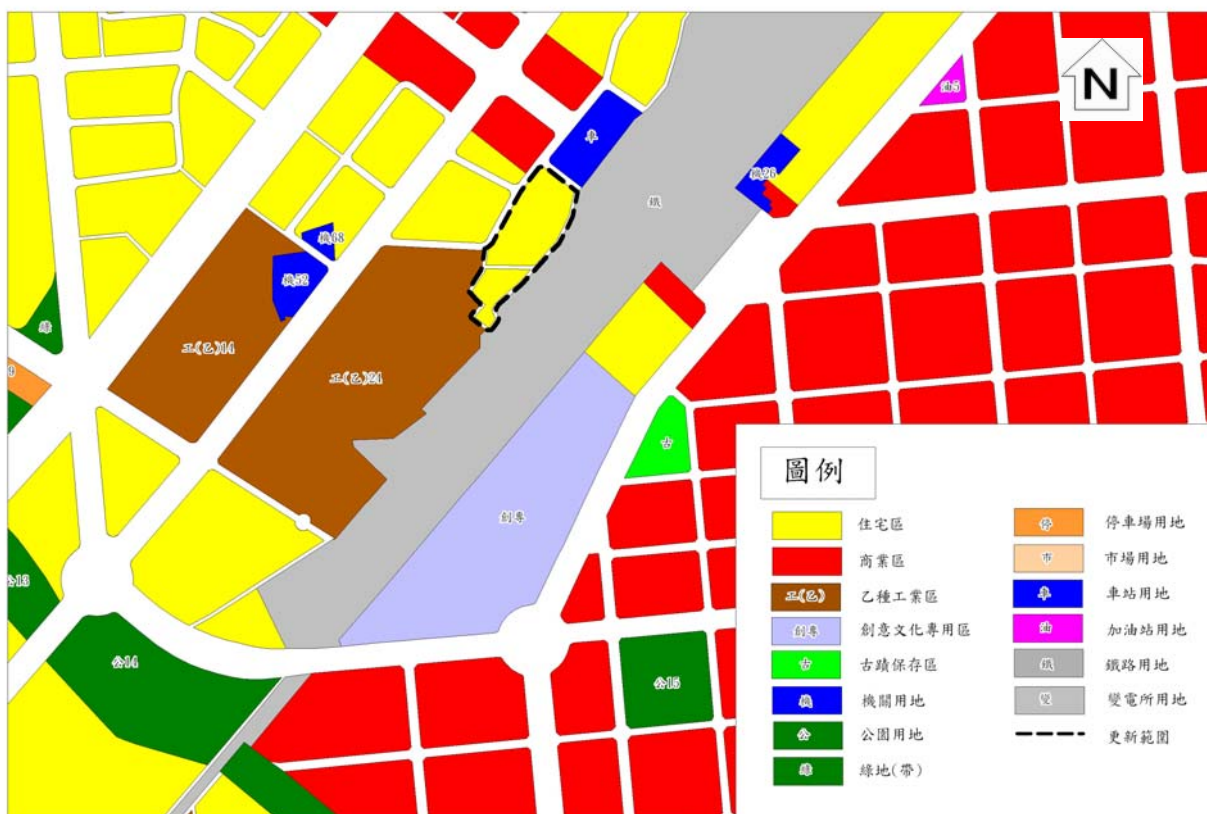 N
油5
車
機26
鐵
機68
機52
綠
工(乙)14
工(乙)24
9
古
創專
公13
公14
公15
圖例
住宅區
商業區
工(乙) 乙種工業區
創專 創意文化專用區
古 古蹟保存區
機 機關用地
公 公園用地
綠 綠地(帶)
停 停車場用地
市 市場用地
車 車站用地
油 加油站用地
鐵 鐵路用地
變 變電所用地
更新範圍